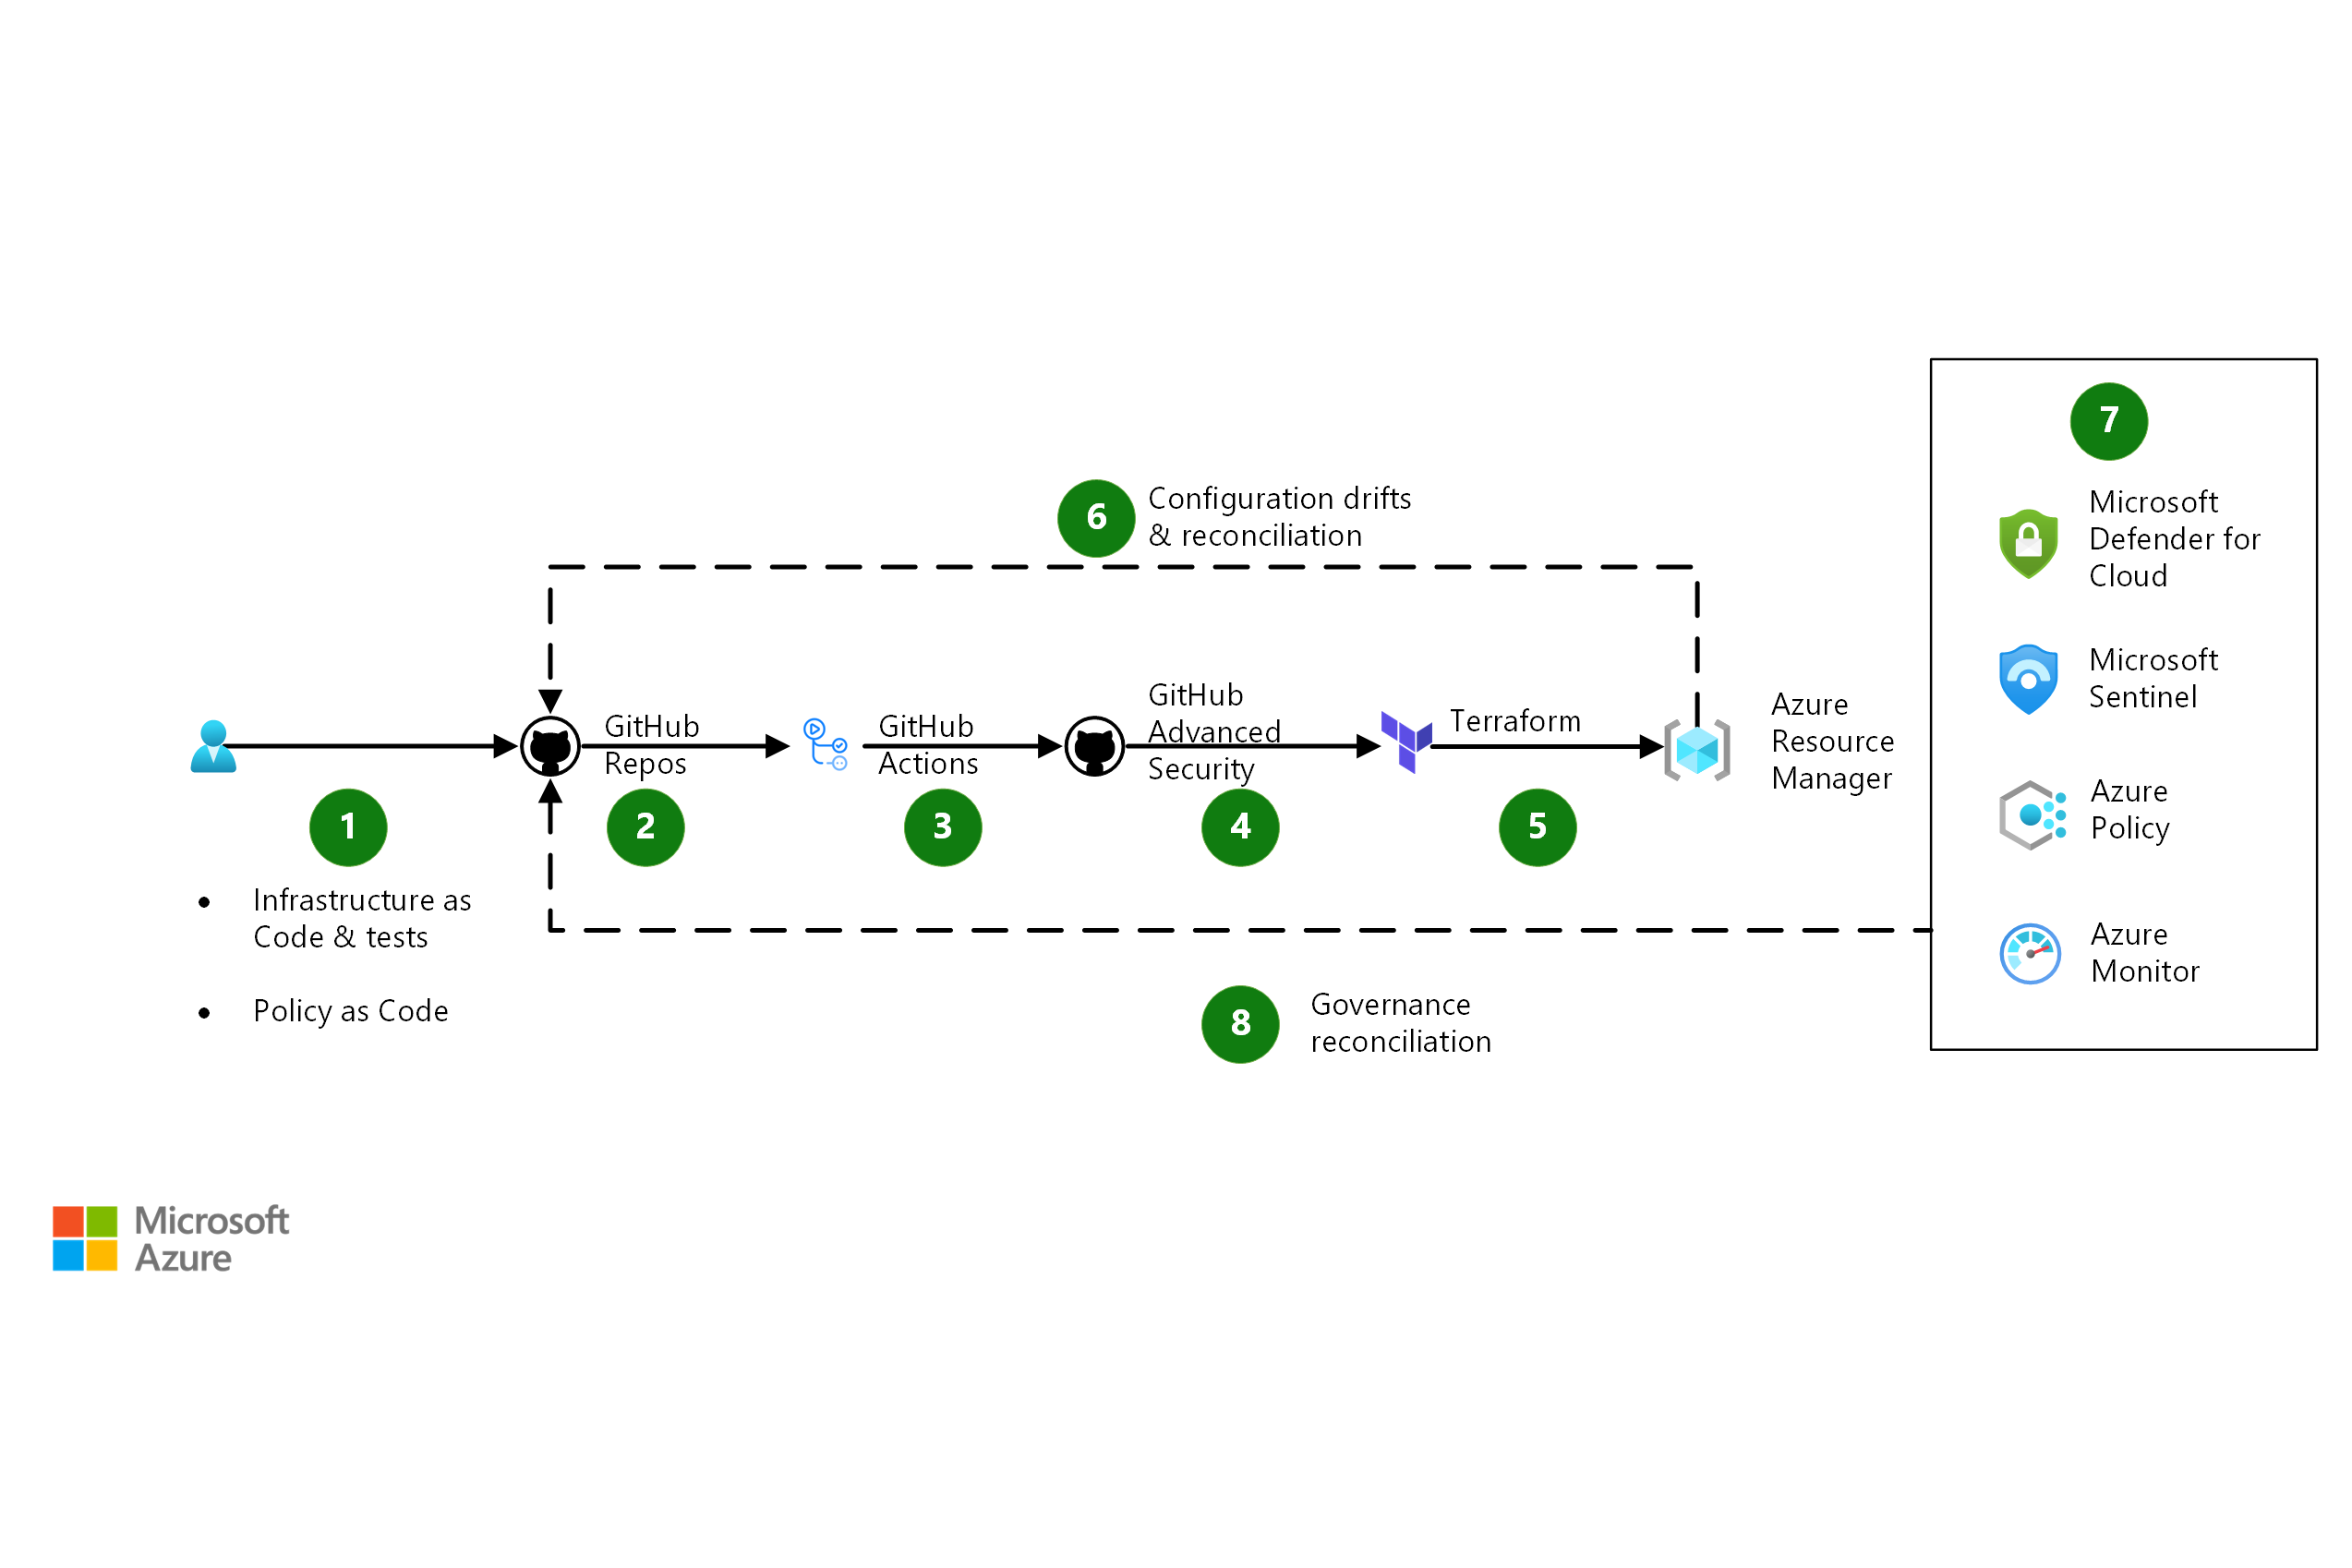 7
Microsoft
Defender for
Cloud
Microsoft
Sentinel
Azure
Policy
Azure
Monitor
6
Configuration drifts
& reconciliation
GitHub
Repos
GitHub
Actions
GitHub
Advanced
Security
Terraform
Azure
Resource
Manager
1
2
3
4
5
• Infrastructure as
Code & tests
• Policy as Code
8
Governance
reconciliation
Microsoft
Azure